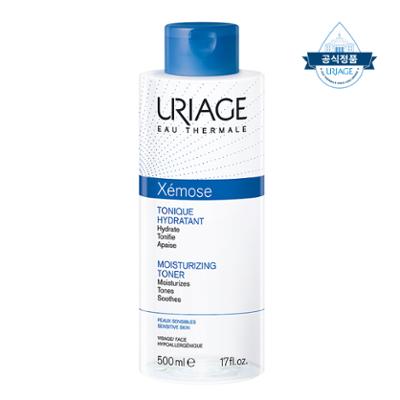 공식정품
URIAGE
URIAGE
EAU THERMALE
Xémose
TONIQUE
HYDRATANT
Hydrate
Tonifie
Apaise
MOISTURIZING
TONER
Moisturizes
Tones
Soothes
PEAUX SENSIBLES
SENSITIVE SKIN
VISAGE/ FACE
HYPOALLERGÉNIQUE
500 ml e 17fl.oz.